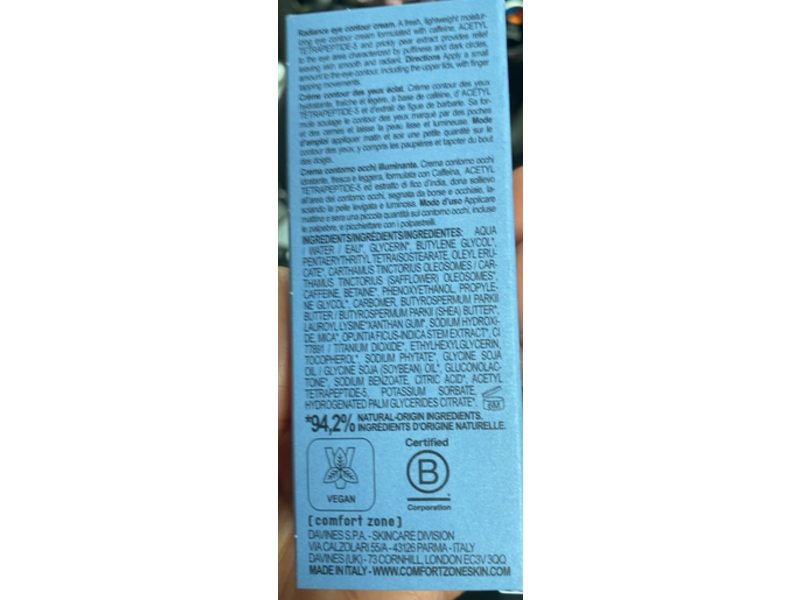 Radiance eye contour cream. A fresh, lightweight moistur-
izing eye contour cream formulated with caffeine, ACETYL
TETRAPEPTIDE-5 and prickly pear extract provides relief
to the eye area characterized by puffiness and dark circles,
leaving skin smooth and radiant. Directions Apply a small
amount to the eye contour, including the upper lids, with finger
tapping movements.
Crème contour des yeux éclat. Crème contour des yeux
hydratante, fraîche et légère, à base de caféine, d' ACETYL
TETRAPEPTIDE-5 et d'extrait de figue de barbarie. Sa for-
mule soulage le contour des yeux marqué par des poches
et des cernes et laisse la peau lisse et lumineuse. Mode
d'emploi appliquer matin et soir une petite quantité sur le
contour des yeux, y compris les paupières et tapoter du bout
des doigts.
Crema contorno occhi illuminante. Crema contorno occhi
idratante, fresca e leggera, formulata con Caffeina, ACETYL
TETRAPEPTIDE-5 ed estratto di fico d'india, dona sollievo
all'area del contorno occhi, segnata da borse e occhiaie, la-
sciando la pelle levigata e luminosa. Modo d'uso Applicare
mattino e sera una piccola quantità sul contorno occhi, incluse
le palpebre, e picchiettare con i polpastrelli.
INGREDIENTS/INGRÉDIENTS/INGREDIENTES: AQUA
/ WATER / EAU*, GLYCERIN*, BUTYLENE GLYCOL*,
PENTAERYTHRITYL TETRAISOSTEARATE, OLEYL ERU-
CATE*, CARTHAMUS TINCTORIUS OLEOSOMES / CAR-
THAMUS TINCTORIUS (SAFFLOWER) OLEOSOMES*,
CAFFEINE BETAINE* PHENOXYETHANOL, PROPYLE-
NE GLYCOL*, CARBOMER, BUTYROSPERMUM PARKII
BUTTER / BUTYROSPERMUM PARKII (SHEA) BUTTER*,
LAUROYL LYSINE*XANTHAN GUM*, SODIUM HYDROXI-
DE, MICA*, OPUNTIA FICUS-INDICA STEM EXTRACT*, CI
77891 / TITANIUM DIOXIDE*, ETHYLHEXYLGLYCERIN,
TOCOPHEROL*, SODIUM PHYTATE*, GLYCINE SOJA
OIL / GLYCINE SOJA (SOYBEAN) OIL*, GLUCONOLAC-
TONE*, SODIUM BENZOATE, CITRIC ACID*, ACETYL
TETRAPEPTIDE-5, POTASSIUM SORBATE,
HYDROGENATED PALM GLYCERIDES CITRATE*.
*94,2% NATURAL-ORIGIN INGREDIENTS.
INGRÉDIENTS D'ORIGINE NATURELLE.
VEGAN
Certified
B
Corporation
[ comfort zone ]
DAVINES S.P.A. - SKINCARE DIVISION
VIA CALZOLARI 55/A - 43126 PARMA - ITALY
DAVINES (UK) - 73 CORNHILL, LONDON EC3V 3QQ
MADE IN ITALY - WWW.COMFORTZONESKIN.COM